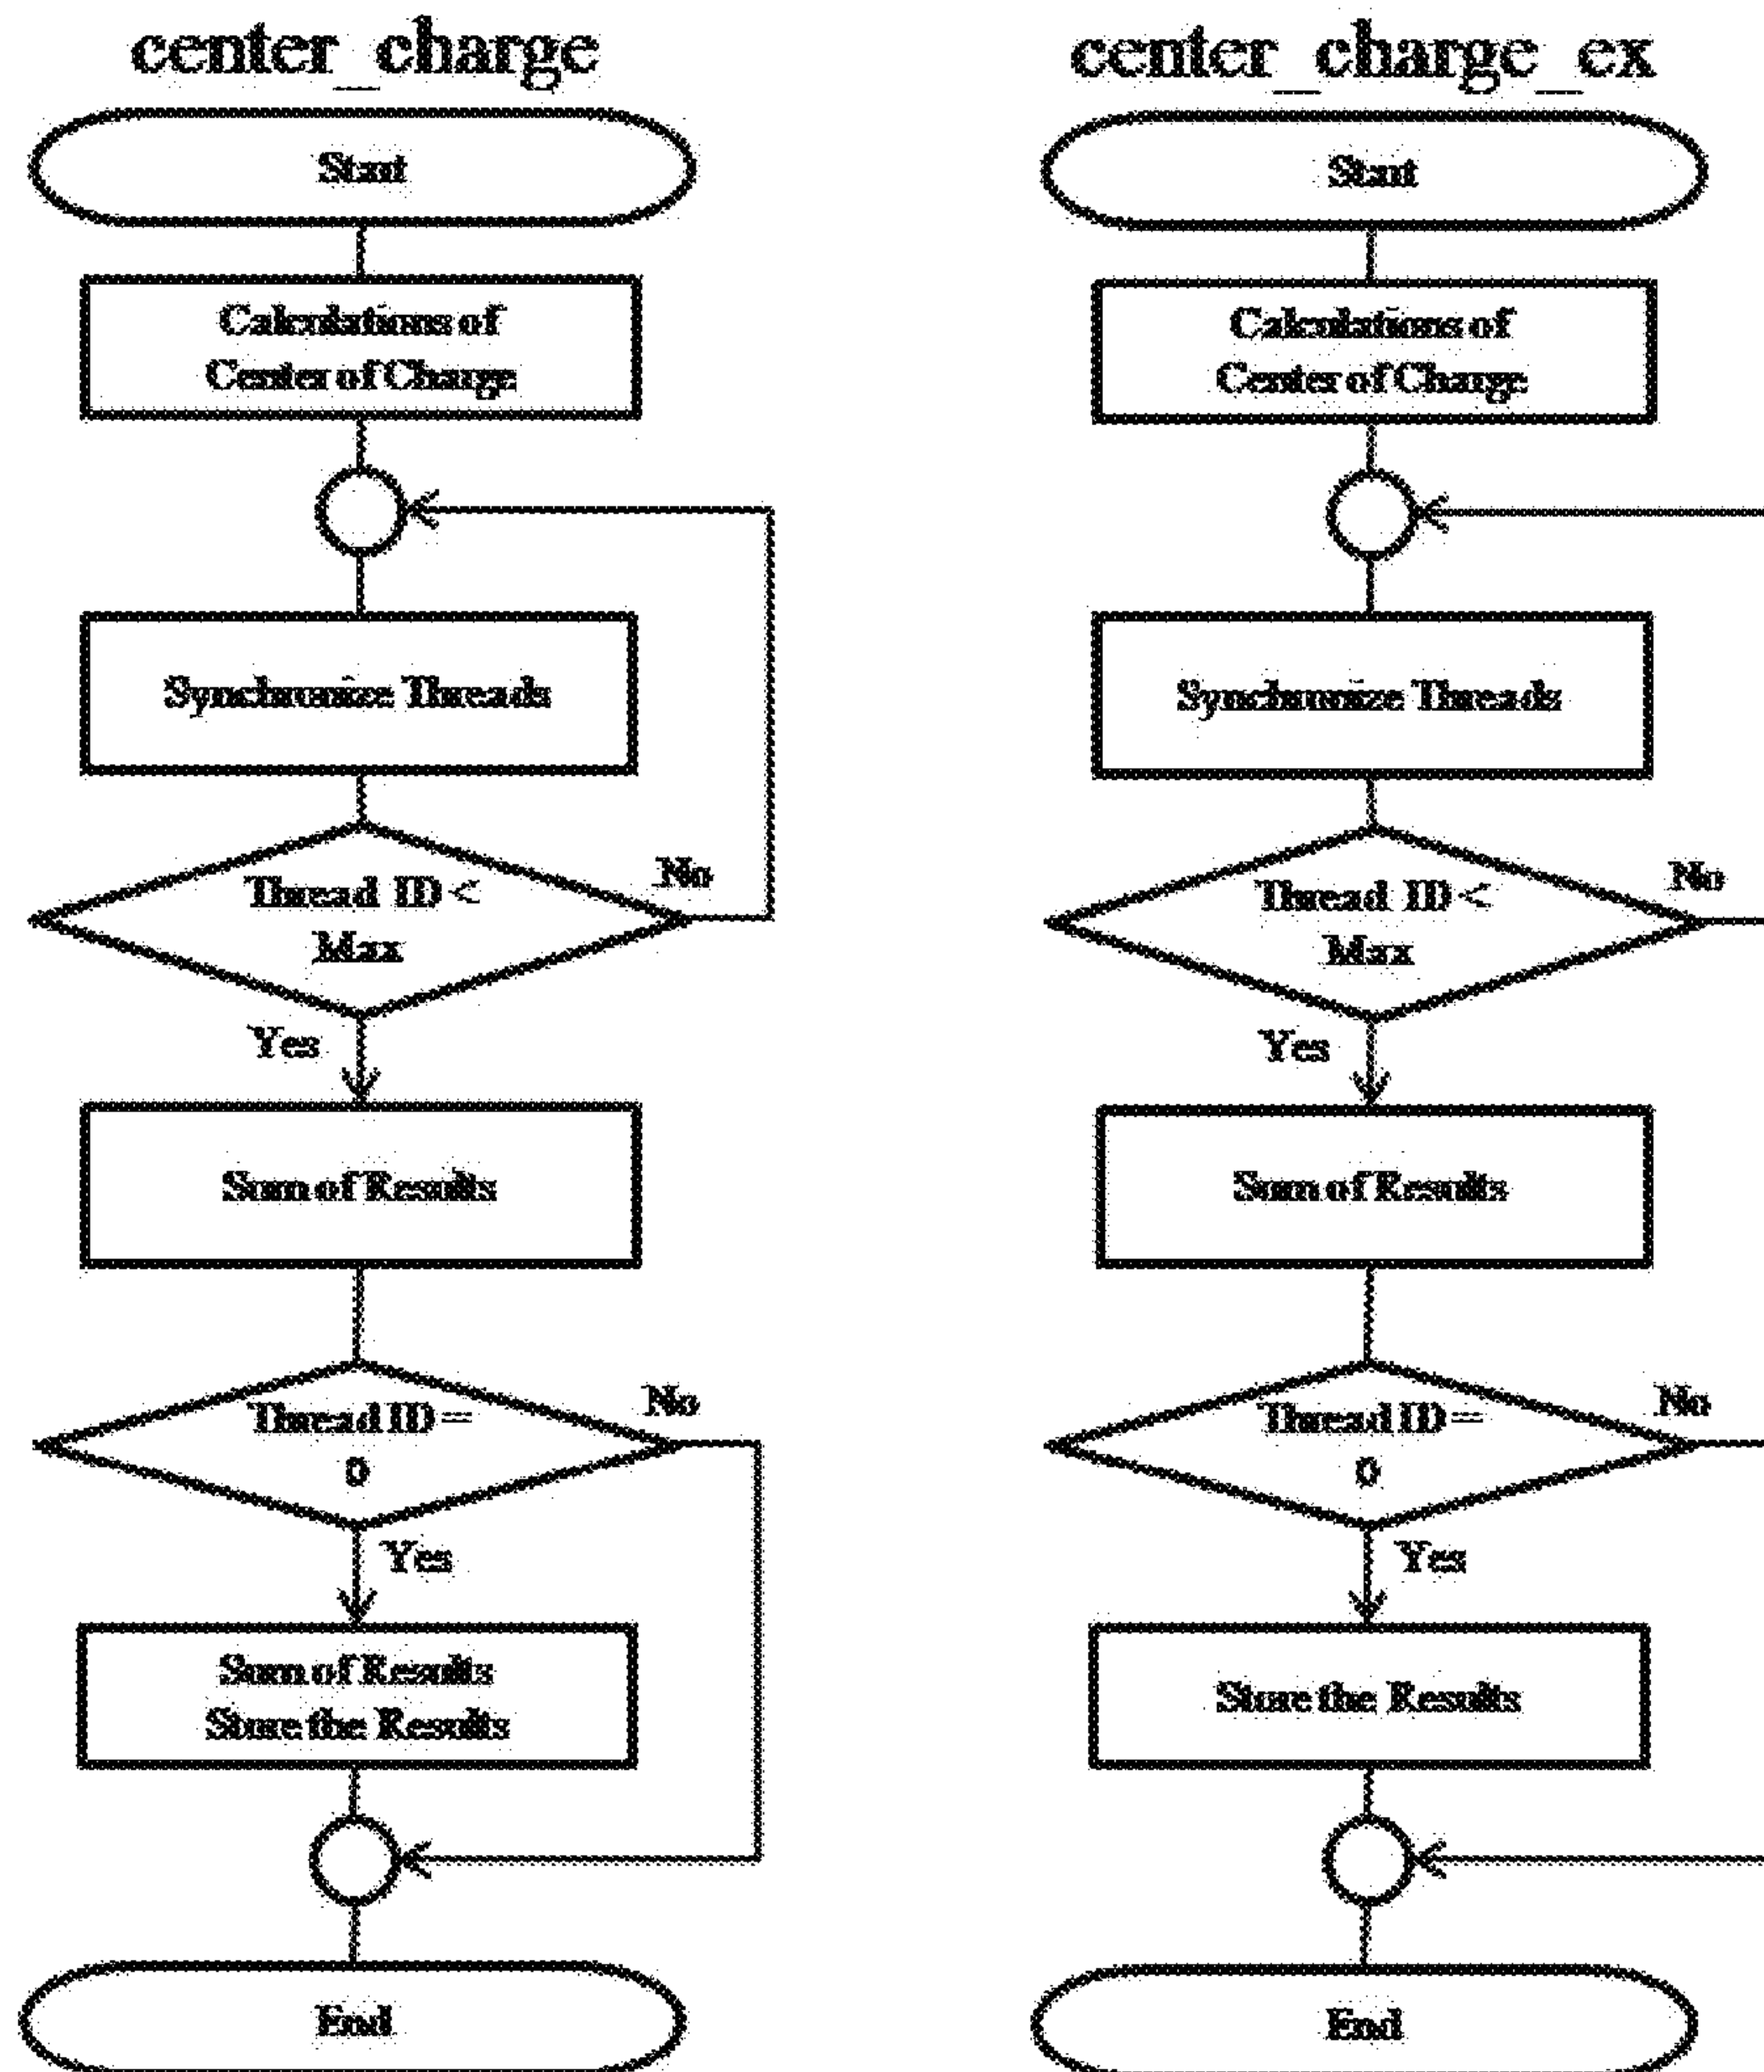 center_charge
Start
Calculations of
Center of Charge
Synchronize Threads
Thread ID <
Max
No
Yes
Sum of Results
Thread ID =
0
No
Yes
Sum of Results
Store the Results
End
center_charge_ex
Start
Calculations of
Center of Charge
Synchronize Threads
Thread ID <
Max
No
Yes
Sum of Results
Thread ID =
0
No
Yes
Store the Results
End